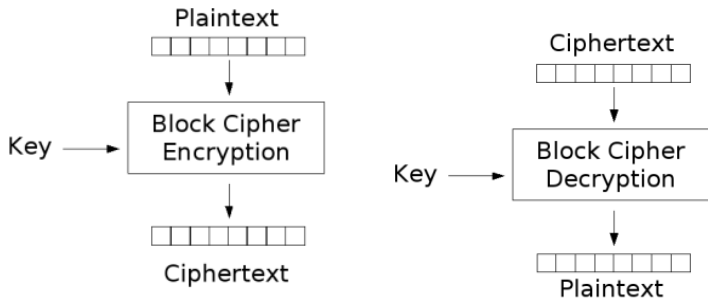 Plaintext
Key
Block Cipher
Encryption
Ciphertext
Ciphertext
Key
Block Cipher
Decryption
Plaintext